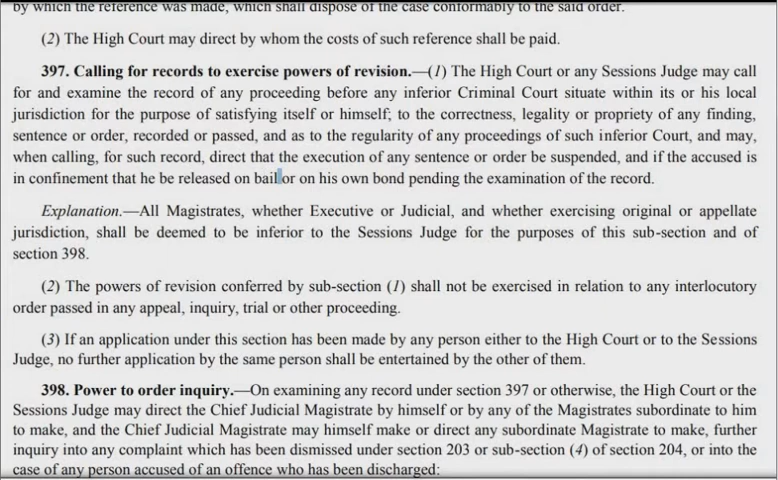 by which the reference was made, which shall dispose of the case conformably to the said order.
(2) The High Court may direct by whom the costs of such reference shall be paid.
397. Calling for records to exercise powers of revision.—(1) The High Court or any Sessions Judge may call
for and examine the record of any proceeding before any inferior Criminal Court situate within its or his local
jurisdiction for the purpose of satisfying itself or himself; to the correctness, legality or propriety of any finding,
sentence or order, recorded or passed, and as to the regularity of any proceedings of such inferior Court, and may,
when calling, for such record, direct that the execution of any sentence or order be suspended, and if the accused is
in confinement that he be released on bail or on his own bond pending the examination of the record.
Explanation.—All Magistrates, whether Executive or Judicial, and whether exercising original or appellate
jurisdiction, shall be deemed to be inferior to the Sessions Judge for the purposes of this sub-section and of
section 398.
(2) The powers of revision conferred by sub-section (1) shall not be exercised in relation to any interlocutory
order passed in any appeal, inquiry, trial or other proceeding.
(3) If an application under this section has been made by any person either to the High Court or to the Sessions
Judge, no further application by the same person shall be entertained by the other of them.
398. Power to order inquiry.—On examining any record under section 397 or otherwise, the High Court or the
Sessions Judge may direct the Chief Judicial Magistrate by himself or by any of the Magistrates subordinate to him
to make, and the Chief Judicial Magistrate may himself make or direct any subordinate Magistrate to make, further
inquiry into any complaint which has been dismissed under section 203 or sub-section (4) of section 204, or into the
case of any person accused of an offence who has been discharged: